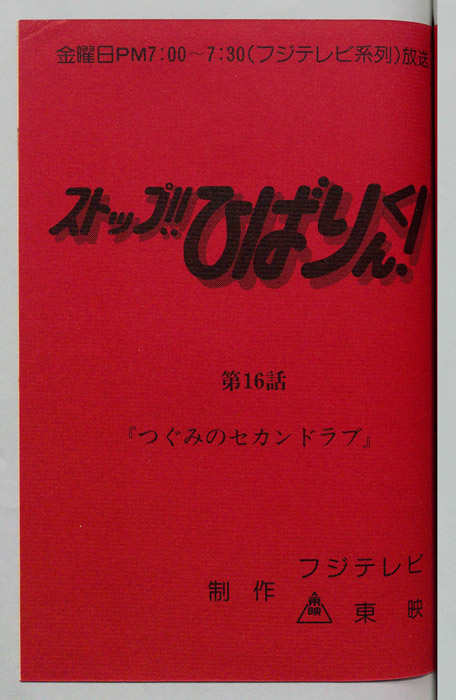 金曜日PM7:00～7:30(フジテレビ系列)放送
ストップ!!ひばりくん!
第16話
『つぐみのセカンドラブ』
フジテレビ
制作 東映 東映